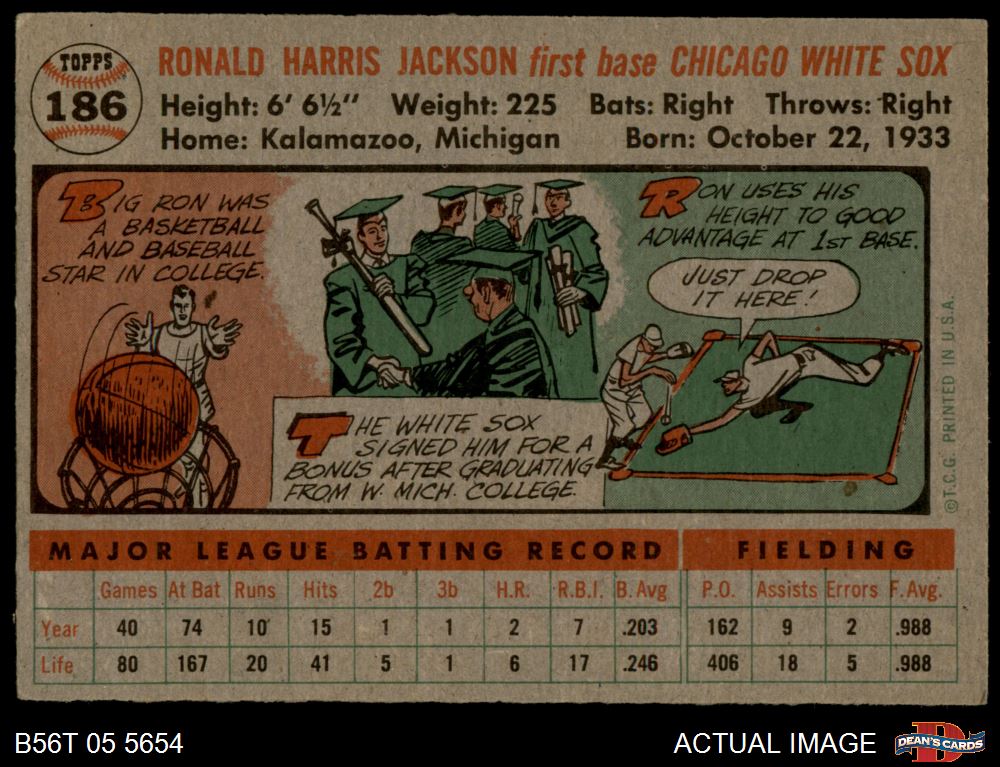 TOPPS
186
RONALD HARRIS JACKSON first base CHICAGO WHITE SOX
Height: 6' 6½" Weight: 225 Bats: Right Throws: Right
Home: Kalamazoo, Michigan Born: October 22, 1933
BIG RON WAS
A BASKETBALL
AND BASEBALL
STAR IN COLLEGE.
THE WHITE SOX
SIGNED HIM FOR A
BONUS AFTER GRADUATING
FROM W. MICH. COLLEGE.
RON USES HIS
HEIGHT TO GOOD
ADVANTAGE AT 1ST BASE.
JUST DROP
IT HERE!
©T.C.G. PRINTED IN U.S.A.
MAJOR LEAGUE BATTING RECORD FIELDING
Games At Bat Runs Hits 2b 3b H.R. R.B.I. B. Avg P.O. Assists Errors F. Avg.
Year 40 74 10 15 1 1 2 7 .203 162 9 2 .988
Life 80 167 20 41 5 1 6 17 .246 406 18 5 .988
B56T 05 5654 ACTUAL IMAGE D DEAN'S CARDS